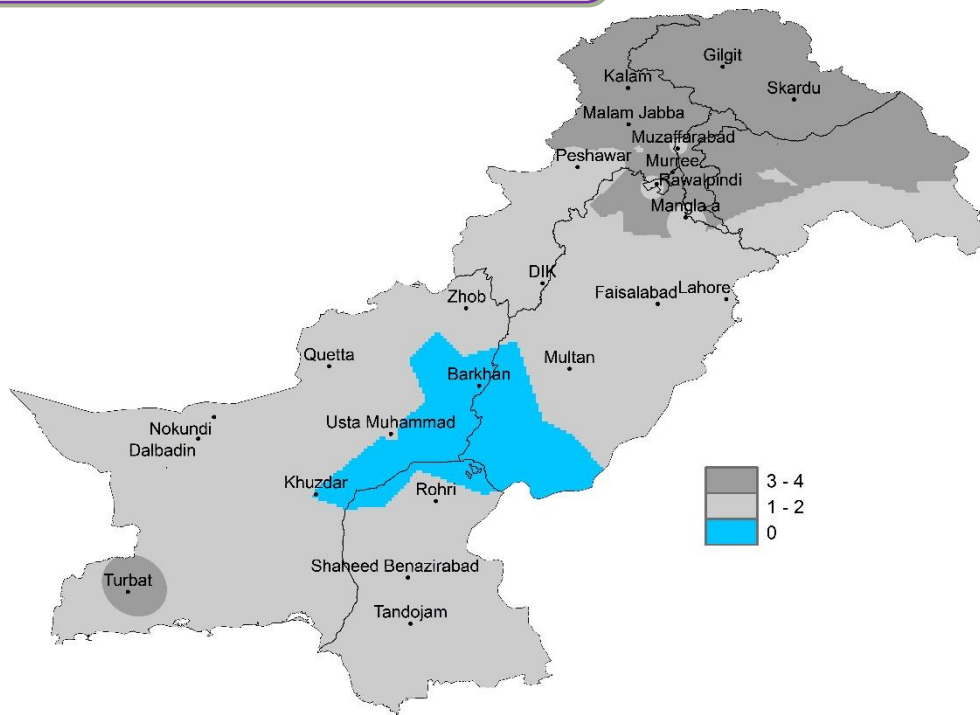 Gilgit
Kalam
Skardu
Malam Jabba
Muzaffarabad
Peshawar
Murree
Rawalpindi
Mangla-a
DIK
Zhob
Faisalabad
Lahore
Quetta
Multan
Barkhan
Usta Muhammad
Nokundi
Dalbadin
Khuzdar
Rohri
3 - 4
1 - 2
0
Shaheed Benazirabad
Turbat
Tandojam